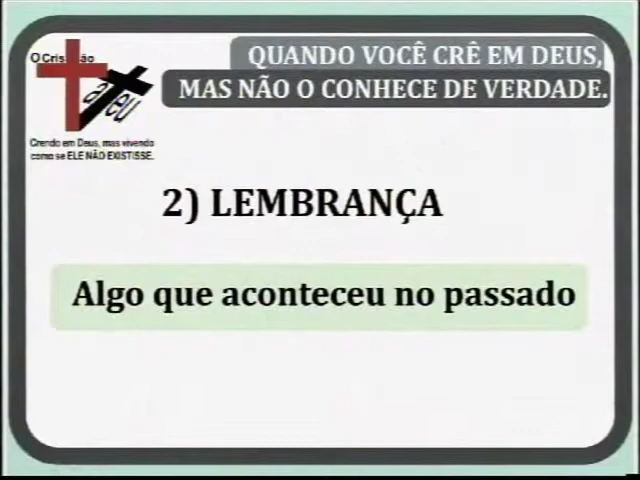 O Cristão
ateu
Crendo em Deus, mas vivendo
como se ELE NÃO EXISTISSE.
QUANDO VOCÊ CRÊ EM DEUS,
MAS NÃO O CONHECE DE VERDADE.
2) LEMBRANÇA
Algo que aconteceu no passado